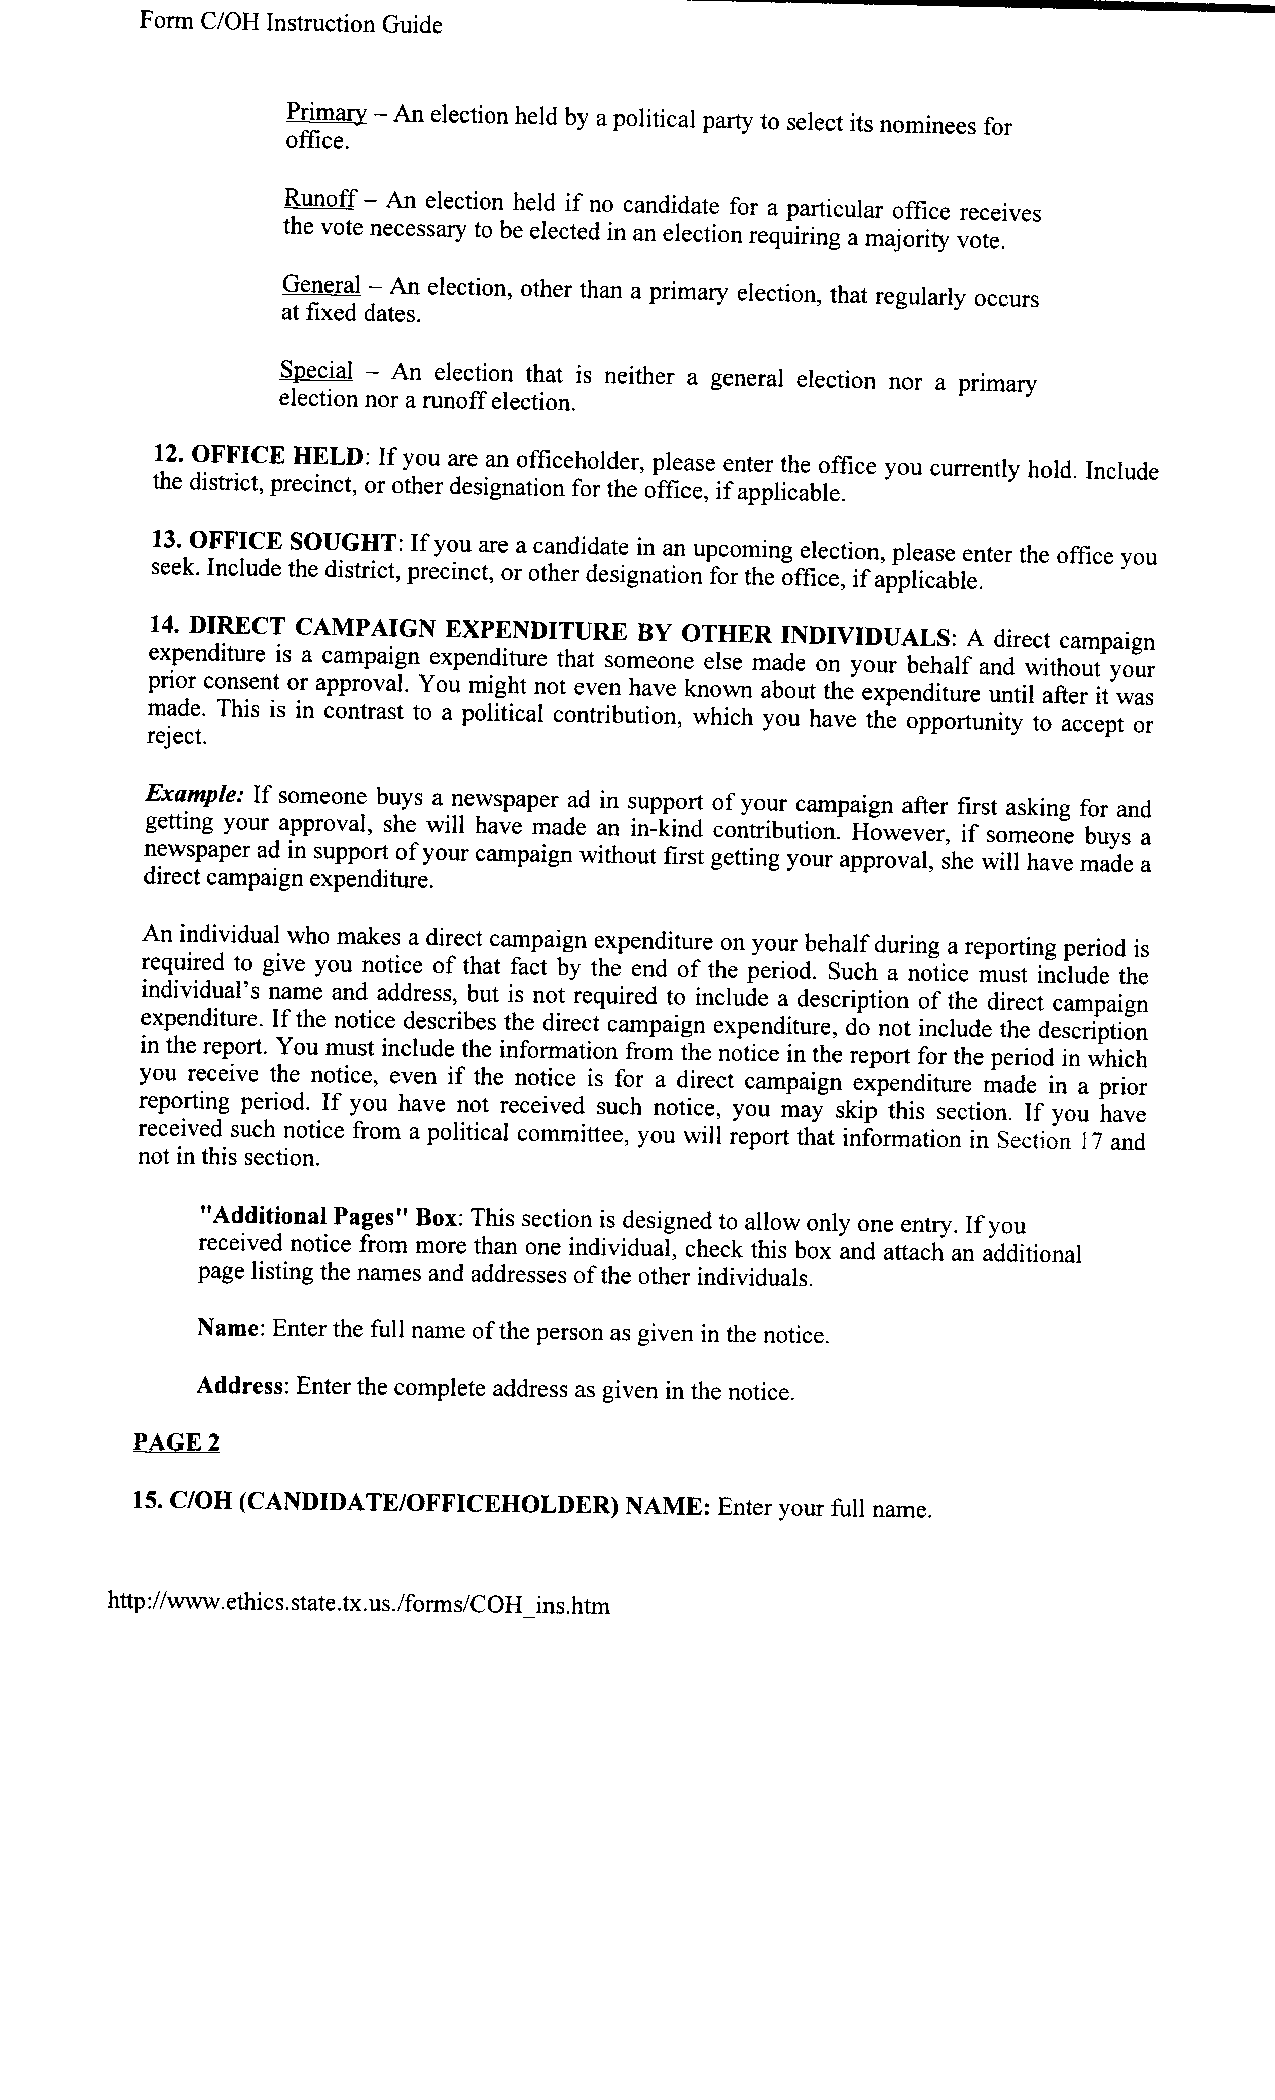 Form C/OH Instruction Guide
Primary – An election held by a political party to select its nominees for
office.
Runoff – An election held if no candidate for a particular office receives
the vote necessary to be elected in an election requiring a majority vote.
General – An election, other than a primary election, that regularly occurs
at fixed dates.
Special – An election that is neither a general election nor a primary
election nor a runoff election.
12. OFFICE HELD: If you are an officeholder, please enter the office you currently hold. Include
the district, precinct, or other designation for the office, if applicable.
13. OFFICE SOUGHT: If you are a candidate in an upcoming election, please enter the office you
seek. Include the district, precinct, or other designation for the office, if applicable.
14. DIRECT CAMPAIGN EXPENDITURE BY OTHER INDIVIDUALS: A direct campaign
expenditure is a campaign expenditure that someone else made on your behalf and without your
prior consent or approval. You might not even have known about the expenditure until after it was
made. This is in contrast to a political contribution, which you have the opportunity to accept or
reject.
Example: If someone buys a newspaper ad in support of your campaign after first asking for and
getting your approval, she will have made an in-kind contribution. However, if someone buys a
newspaper ad in support of your campaign without first getting your approval, she will have made a
direct campaign expenditure.
An individual who makes a direct campaign expenditure on your behalf during a reporting period is
required to give you notice of that fact by the end of the period. Such a notice must include the
individual's name and address, but is not required to include a description of the direct campaign
expenditure. If the notice describes the direct campaign expenditure, do not include the description
in the report. You must include the information from the notice in the report for the period in which
you receive the notice, even if the notice is for a direct campaign expenditure made in a prior
reporting period. If you have not received such notice, you may skip this section. If you have
received such notice from a political committee, you will report that information in Section 17 and
not in this section.
"Additional Pages" Box: This section is designed to allow only one entry. If you
received notice from more than one individual, check this box and attach an additional
page listing the names and addresses of the other individuals.
Name: Enter the full name of the person as given in the notice.
Address: Enter the complete address as given in the notice.
PAGE 2
15. C/OH (CANDIDATE/OFFICEHOLDER) NAME: Enter your full name.
http://www.ethics.state.tx.us./forms/COH_ins.htm